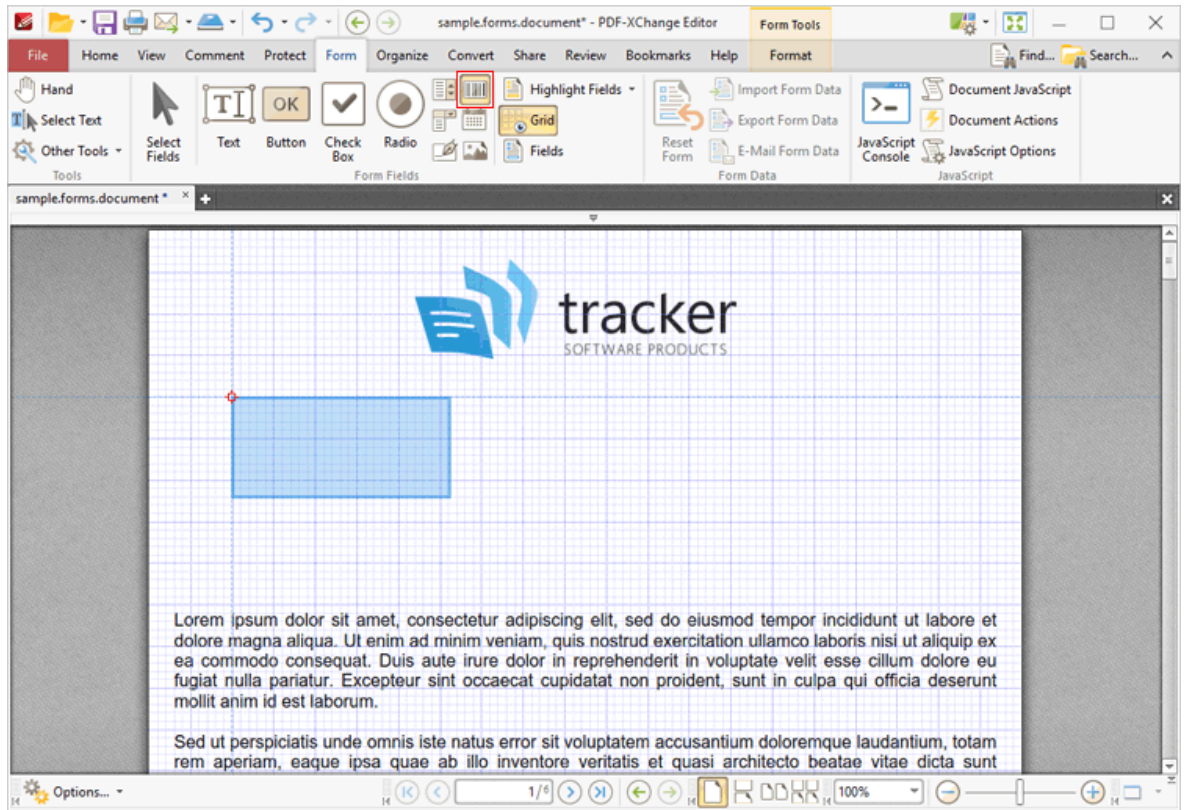 sample.forms.document* - PDF-XChange Editor
Form Tools
File Home View Comment Protect Form Organize Convert Share Review Bookmarks Help Format Find... Search...
Hand
Select Text
Other Tools
Tools
Select Fields
Text
OK
Button
Check Box
Radio
Form Fields
Highlight Fields
Grid
Fields
Reset Form
Import Form Data
Export Form Data
E-Mail Form Data
Form Data
JavaScript Console
Document JavaScript
Document Actions
JavaScript Options
JavaScript
sample.forms.document *
tracker
SOFTWARE PRODUCTS
Lorem ipsum dolor sit amet, consectetur adipiscing elit, sed do eiusmod tempor incididunt ut labore et
dolore magna aliqua. Ut enim ad minim veniam, quis nostrud exercitation ullamco laboris nisi ut aliquip ex
ea commodo consequat. Duis aute irure dolor in reprehenderit in voluptate velit esse cillum dolore eu
fugiat nulla pariatur. Excepteur sint occaecat cupidatat non proident, sunt in culpa qui officia deserunt
mollit anim id est laborum.
Sed ut perspiciatis unde omnis iste natus error sit voluptatem accusantium doloremque laudantium, totam
rem aperiam, eaque ipsa quae ab illo inventore veritatis et quasi architecto beatae vitae dicta sunt
Options...
1/6
100%